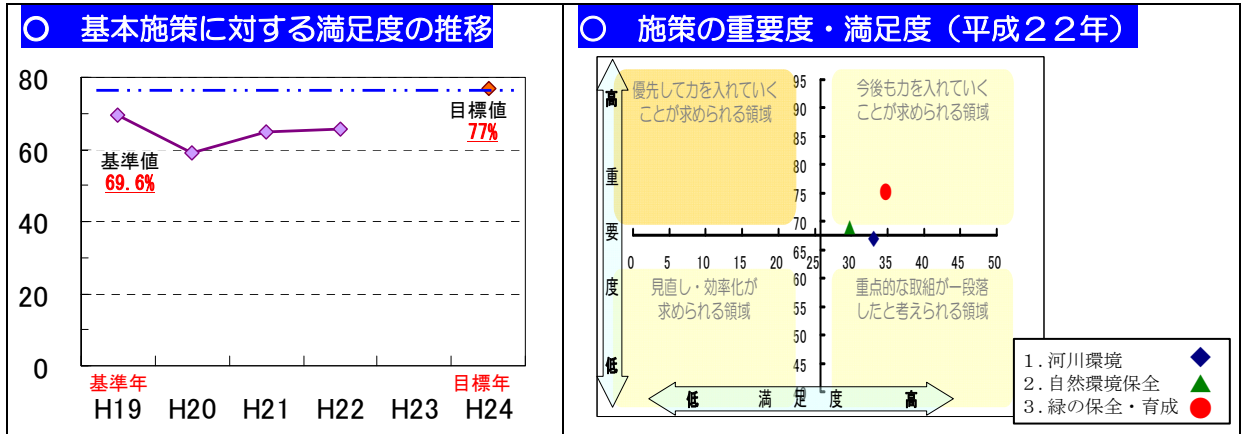 〇 基本施策に対する満足度の推移
80
60
40
20
0
基準値
69.6%
目標値
77%
基準年
目標年
H19 H20 H21 H22 H23 H24
〇 施策の重要度・満足度（平成２２年）
高
重
要
度
低
優先して力を入れていく
ことが求められる領域
今後も力を入れていく
ことが求められる領域
95
90
85
80
75
70
65
60
55
50
45
0 5 10 15 20 25 30 35 40 45 50
見直し・効率化が
求められる領域
重点的な取組が一段落
したと考えられる領域
低 満 足 度 高
1.河川環境
2.自然環境保全
3.緑の保全・育成